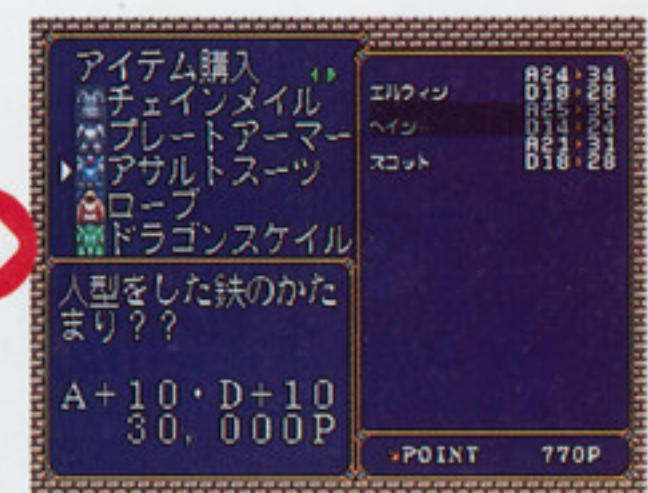 アイテム購入
チェインメイル
プレートアーマー
アサルトスーツ
ローブ
ドラゴンスケイル
人型をした鉄のかた
まり??
A+10・D+10
30,000P
A24 34
エルウィン D18 28
ヘイン
A21 31
スコット D18 28
POINT 770P